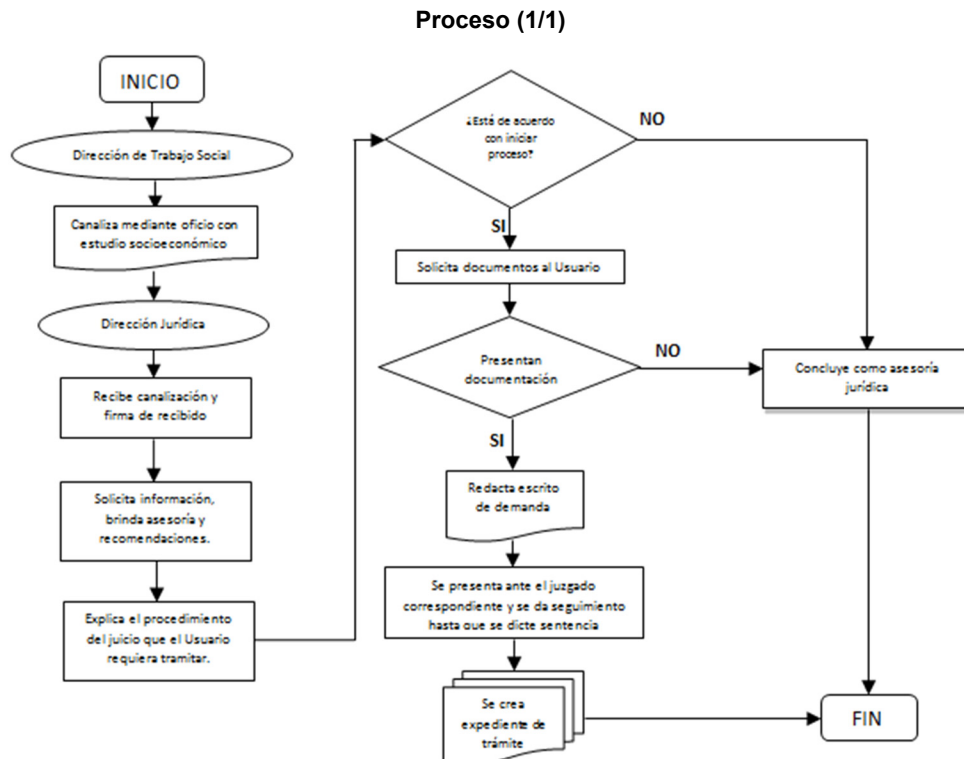 Proceso (1/1)
INICIO
Dirección de Trabajo Social
Canaliza mediante oficio con
estudio socioeconómico
Dirección Jurídica
Recibe canalización y
firma de recibido
Solicita información,
brinda asesoría y
recomendaciones.
Explica el procedimiento
del juicio que el Usuario
requiera tramitar.
¿Está de acuerdo
con iniciar
proceso?
NO
SI
Solicita documentos al Usuario
Presentan
documentación
NO
Concluye como asesoría
jurídica
SI
Redacta escrito
de demanda
Se presenta ante el juzgado
correspondiente y se da seguimiento
hasta que se dicte sentencia
Se crea
expediente de
trámite
FIN